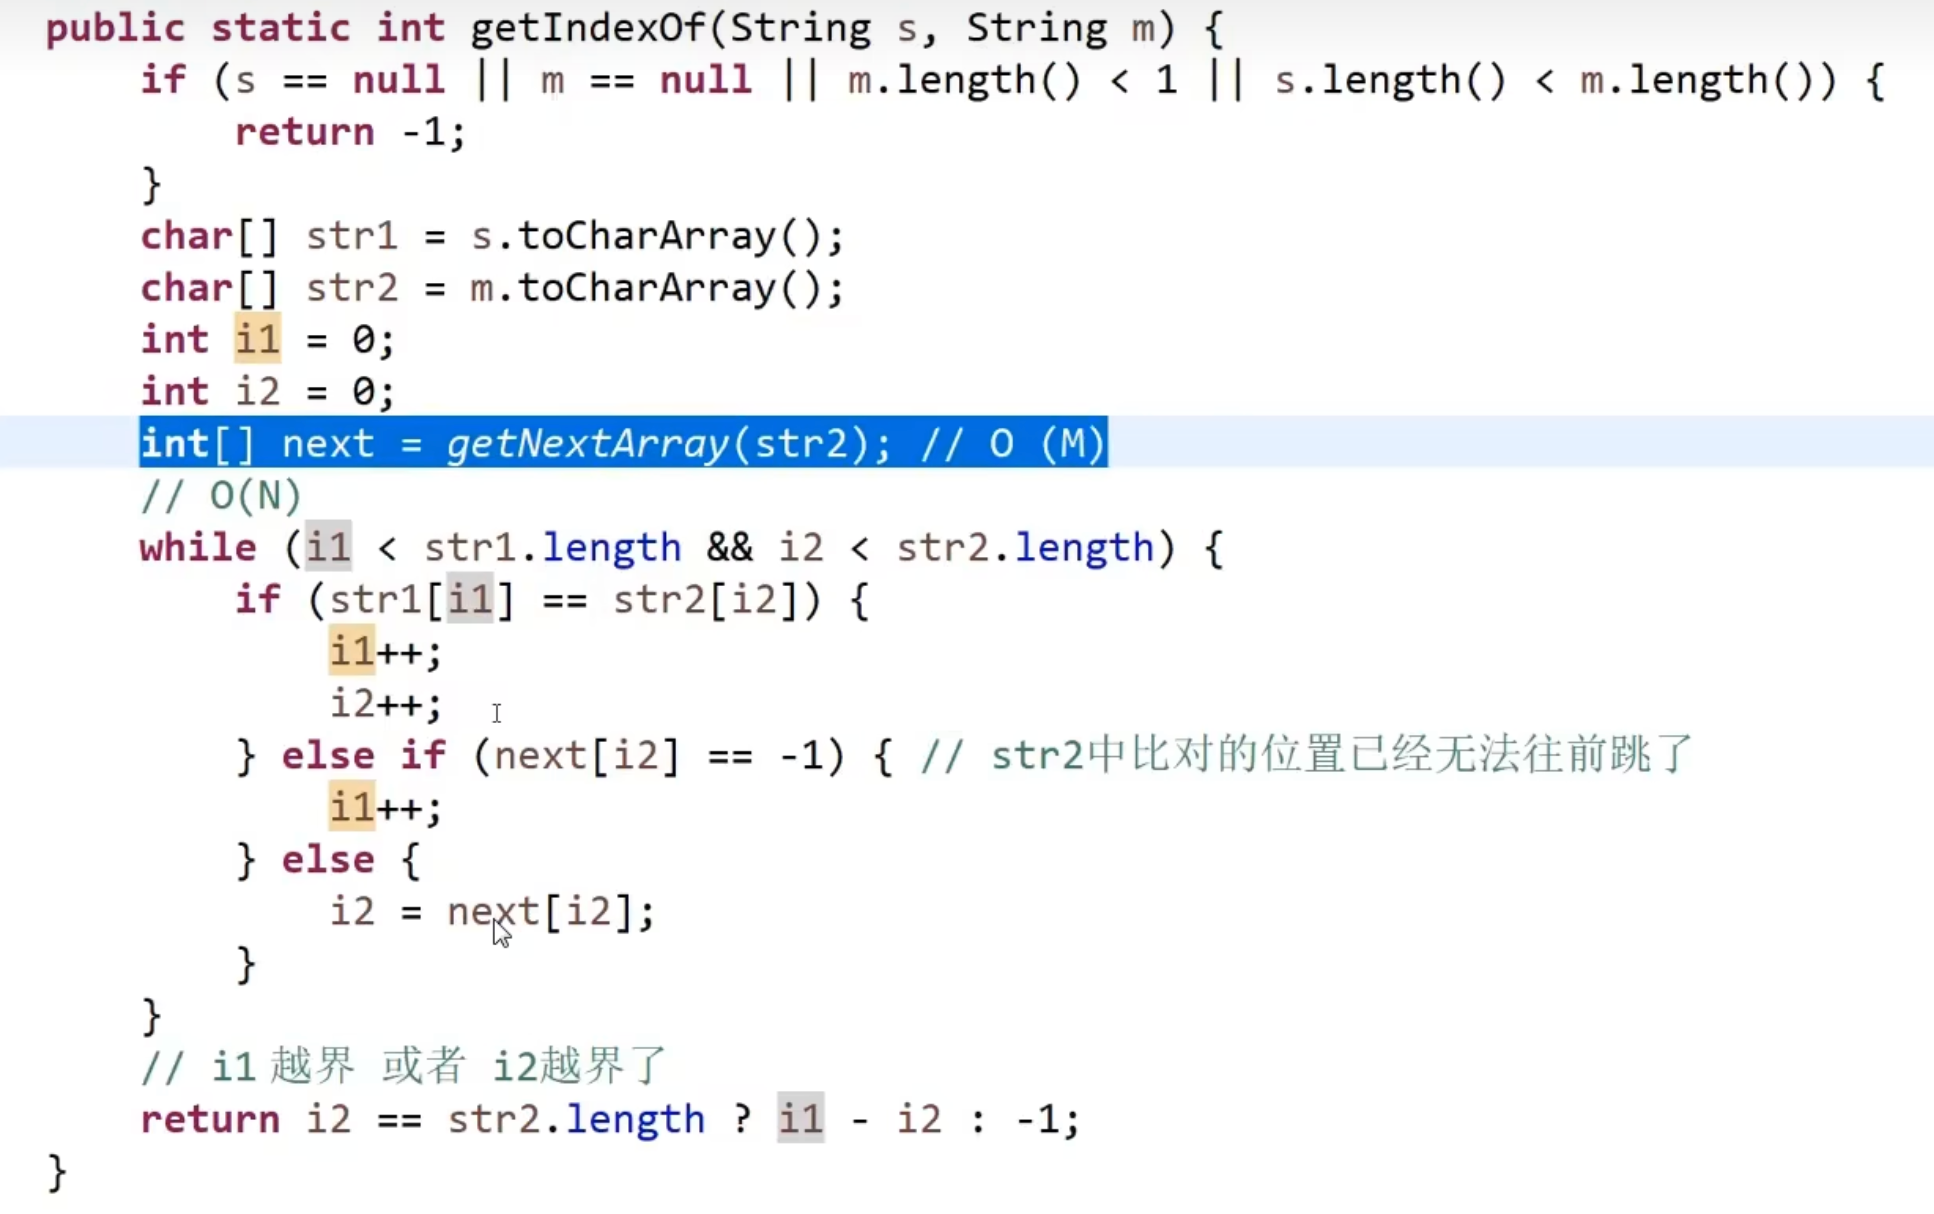 public static int getIndexOf(String s, String m) {
    if (s == null || m == null || m.length() < 1 || s.length() < m.length()) {
        return -1;
    }
    char[] str1 = s.toCharArray();
    char[] str2 = m.toCharArray();
    int i1 = 0;
    int i2 = 0;
    int[] next = getNextArray(str2); // O (M)
    // O(N)
    while (i1 < str1.length && i2 < str2.length) {
        if (str1[i1] == str2[i2]) {
            i1++;
            i2++;
        } else if (next[i2] == -1) { // str2中比对的位置已经无法往前跳了
            i1++;
        } else {
            i2 = next[i2];
        }
    }
    // i1 越界 或者 i2越界了
    return i2 == str2.length ? i1 - i2 : -1;
}